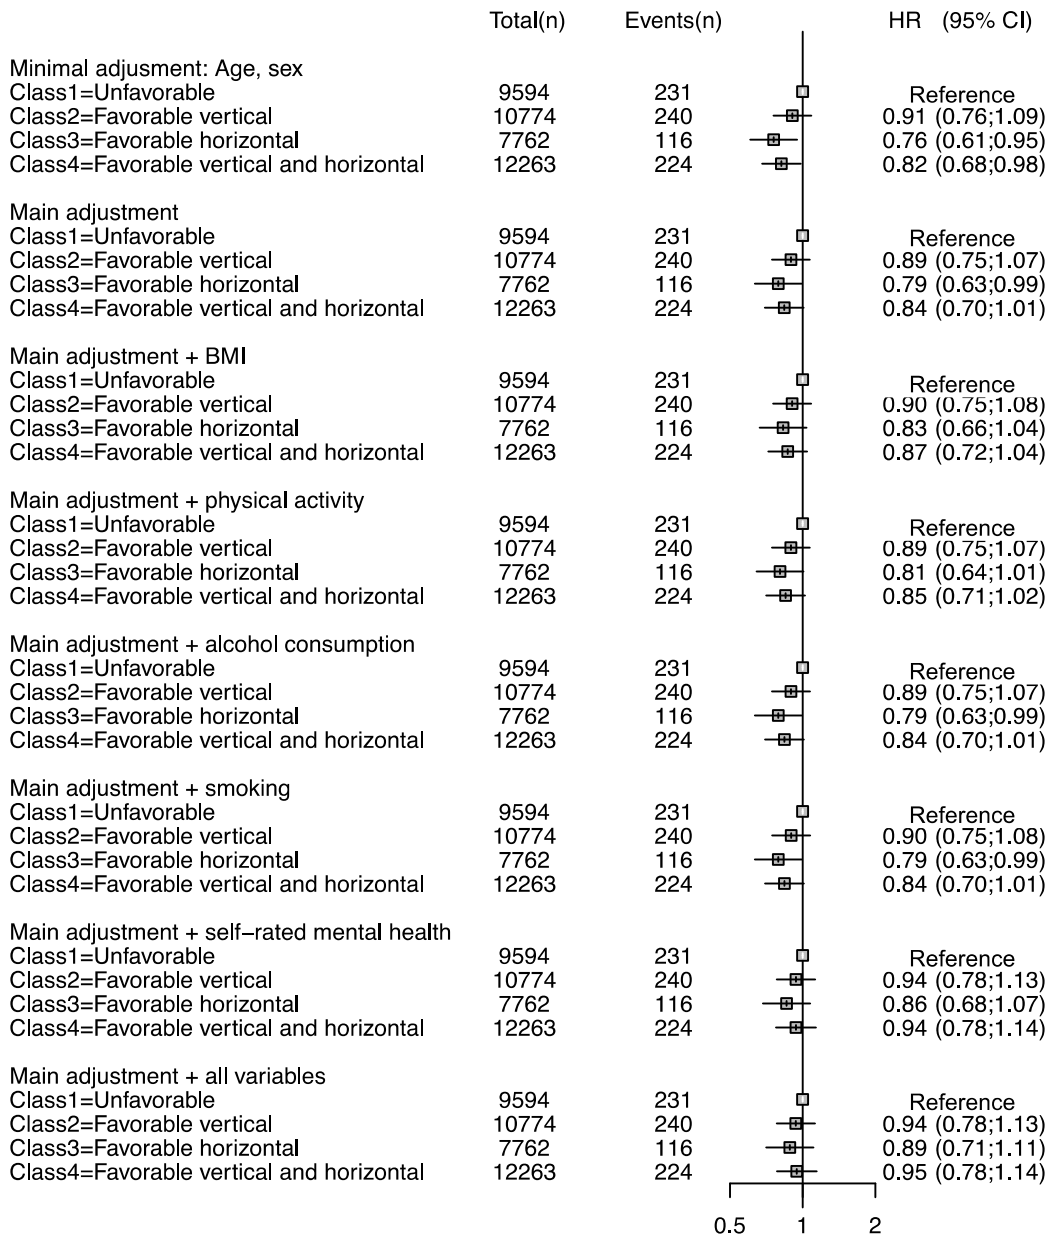 Total(n) Events(n) HR (95% CI)
Minimal adjusment: Age, sex
Class1=Unfavorable 9594 231 Reference
Class2=Favorable vertical 10774 240 0.91 (0.76;1.09)
Class3=Favorable horizontal 7762 116 0.76 (0.61;0.95)
Class4=Favorable vertical and horizontal 12263 224 0.82 (0.68;0.98)
Main adjustment
Class1=Unfavorable 9594 231 Reference
Class2=Favorable vertical 10774 240 0.89 (0.75;1.07)
Class3=Favorable horizontal 7762 116 0.79 (0.63;0.99)
Class4=Favorable vertical and horizontal 12263 224 0.84 (0.70;1.01)
Main adjustment + BMI
Class1=Unfavorable 9594 231 Reference
Class2=Favorable vertical 10774 240 0.90 (0.75;1.08)
Class3=Favorable horizontal 7762 116 0.83 (0.66;1.04)
Class4=Favorable vertical and horizontal 12263 224 0.87 (0.72;1.04)
Main adjustment + physical activity
Class1=Unfavorable 9594 231 Reference
Class2=Favorable vertical 10774 240 0.89 (0.75;1.07)
Class3=Favorable horizontal 7762 116 0.81 (0.64;1.01)
Class4=Favorable vertical and horizontal 12263 224 0.85 (0.71;1.02)
Main adjustment + alcohol consumption
Class1=Unfavorable 9594 231 Reference
Class2=Favorable vertical 10774 240 0.89 (0.75;1.07)
Class3=Favorable horizontal 7762 116 0.79 (0.63;0.99)
Class4=Favorable vertical and horizontal 12263 224 0.84 (0.70;1.01)
Main adjustment + smoking
Class1=Unfavorable 9594 231 Reference
Class2=Favorable vertical 10774 240 0.90 (0.75;1.08)
Class3=Favorable horizontal 7762 116 0.79 (0.63;0.99)
Class4=Favorable vertical and horizontal 12263 224 0.84 (0.70;1.01)
Main adjustment + self−rated mental health
Class1=Unfavorable 9594 231 Reference
Class2=Favorable vertical 10774 240 0.94 (0.78;1.13)
Class3=Favorable horizontal 7762 116 0.86 (0.68;1.07)
Class4=Favorable vertical and horizontal 12263 224 0.94 (0.78;1.14)
Main adjustment + all variables
Class1=Unfavorable 9594 231 Reference
Class2=Favorable vertical 10774 240 0.94 (0.78;1.13)
Class3=Favorable horizontal 7762 116 0.89 (0.71;1.11)
Class4=Favorable vertical and horizontal 12263 224 0.95 (0.78;1.14)
0.5 1 2